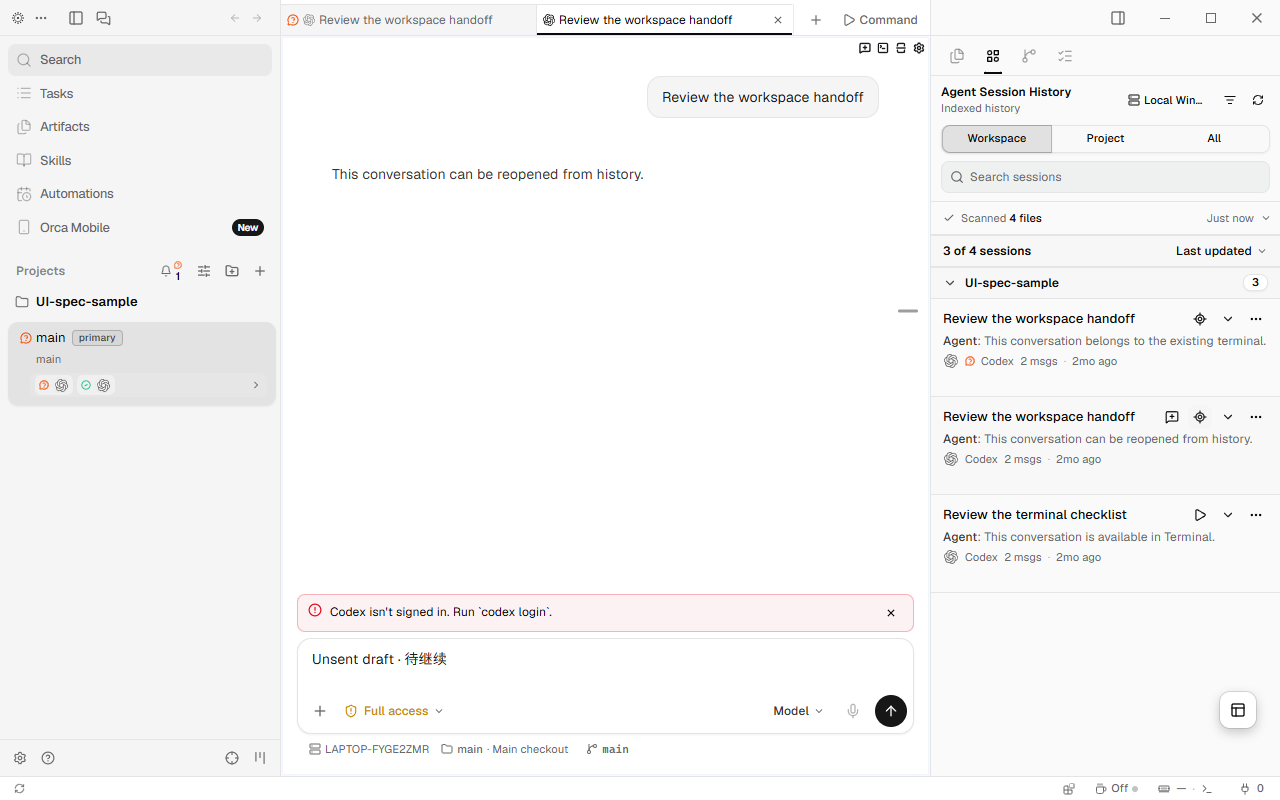 Review the workspace handoff
Review the workspace handoff
Command
Search
Tasks
Artifacts
Skills
Automations
Orca Mobile
New
Projects
1
UI-spec-sample
main
primary
main
Review the workspace handoff
This conversation can be reopened from history.
Codex isn't signed in. Run `codex login`.
Unsent draft · 待继续
Full access
Model
LAPTOP-FYGE2ZMR
main · Main checkout
main
Agent Session History
Indexed history
Local Win...
Workspace
Project
All
Search sessions
Scanned 4 files
Just now
3 of 4 sessions
Last updated
UI-spec-sample
3
Review the workspace handoff
Agent: This conversation belongs to the existing terminal.
Codex 2 msgs · 2mo ago
Review the workspace handoff
Agent: This conversation can be reopened from history.
Codex 2 msgs · 2mo ago
Review the terminal checklist
Agent: This conversation is available in Terminal.
Codex 2 msgs · 2mo ago
Off
— ·
0